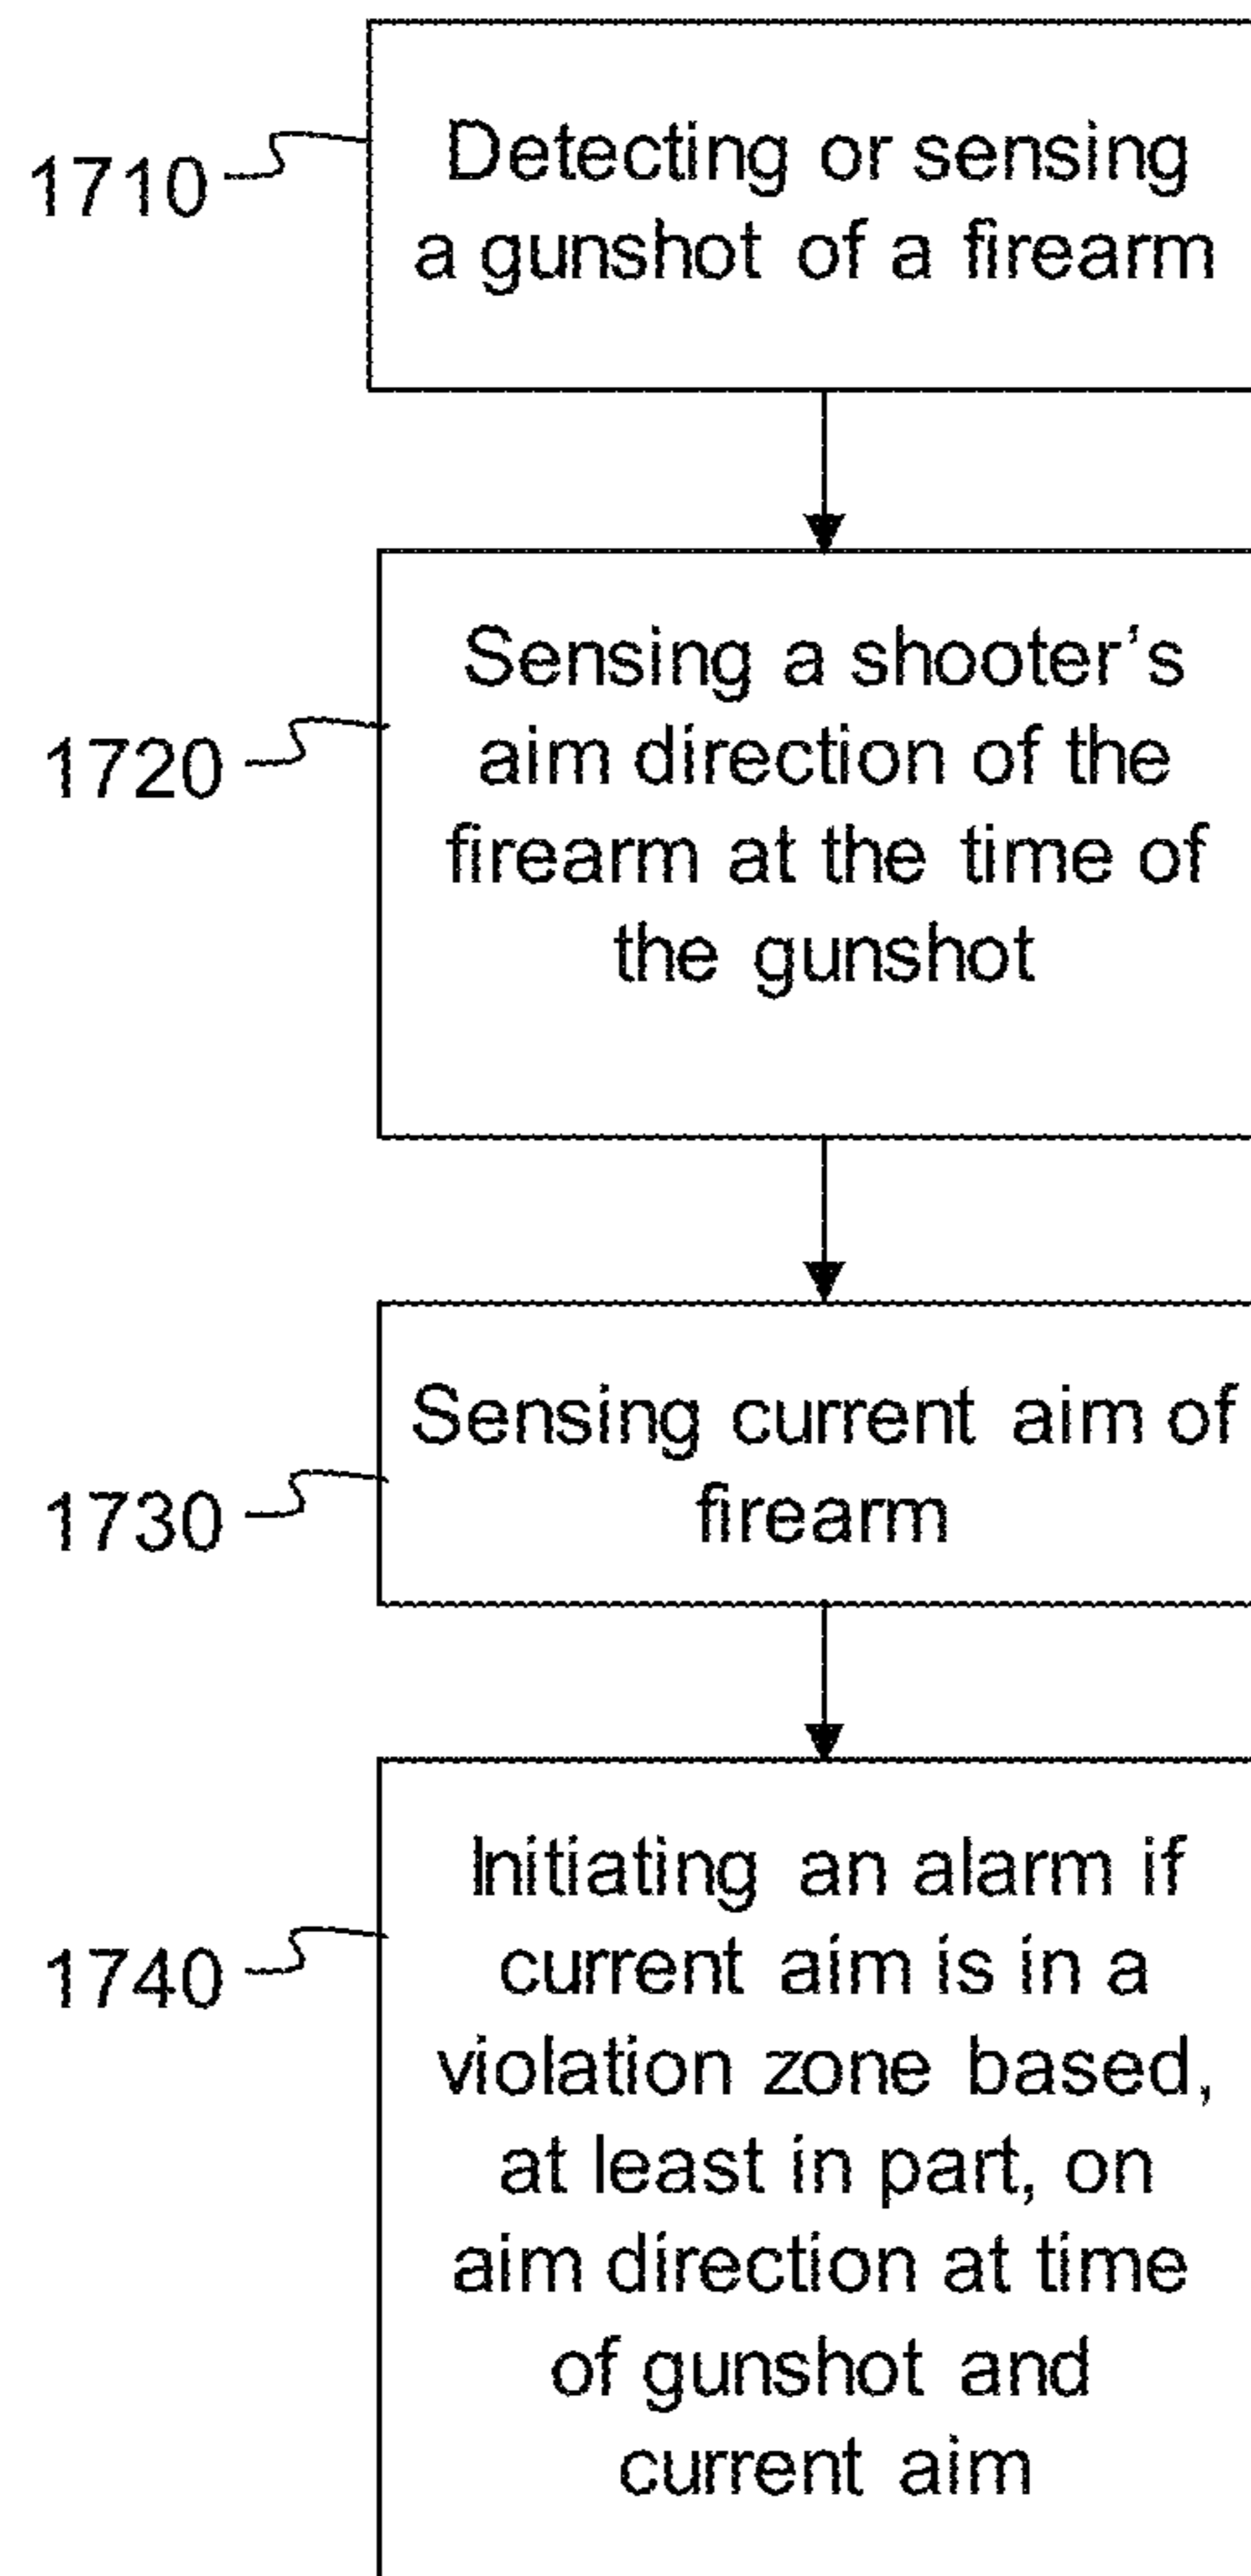 1710
Detecting or sensing
a gunshot of a firearm
1720
Sensing a shooter's
aim direction of the
firearm at the time of
the gunshot
1730
Sensing current aim of
firearm
1740
Initiating an alarm if
current aim is in a
violation zone based,
at least in part, on
aim direction at time
of gunshot and
current aim